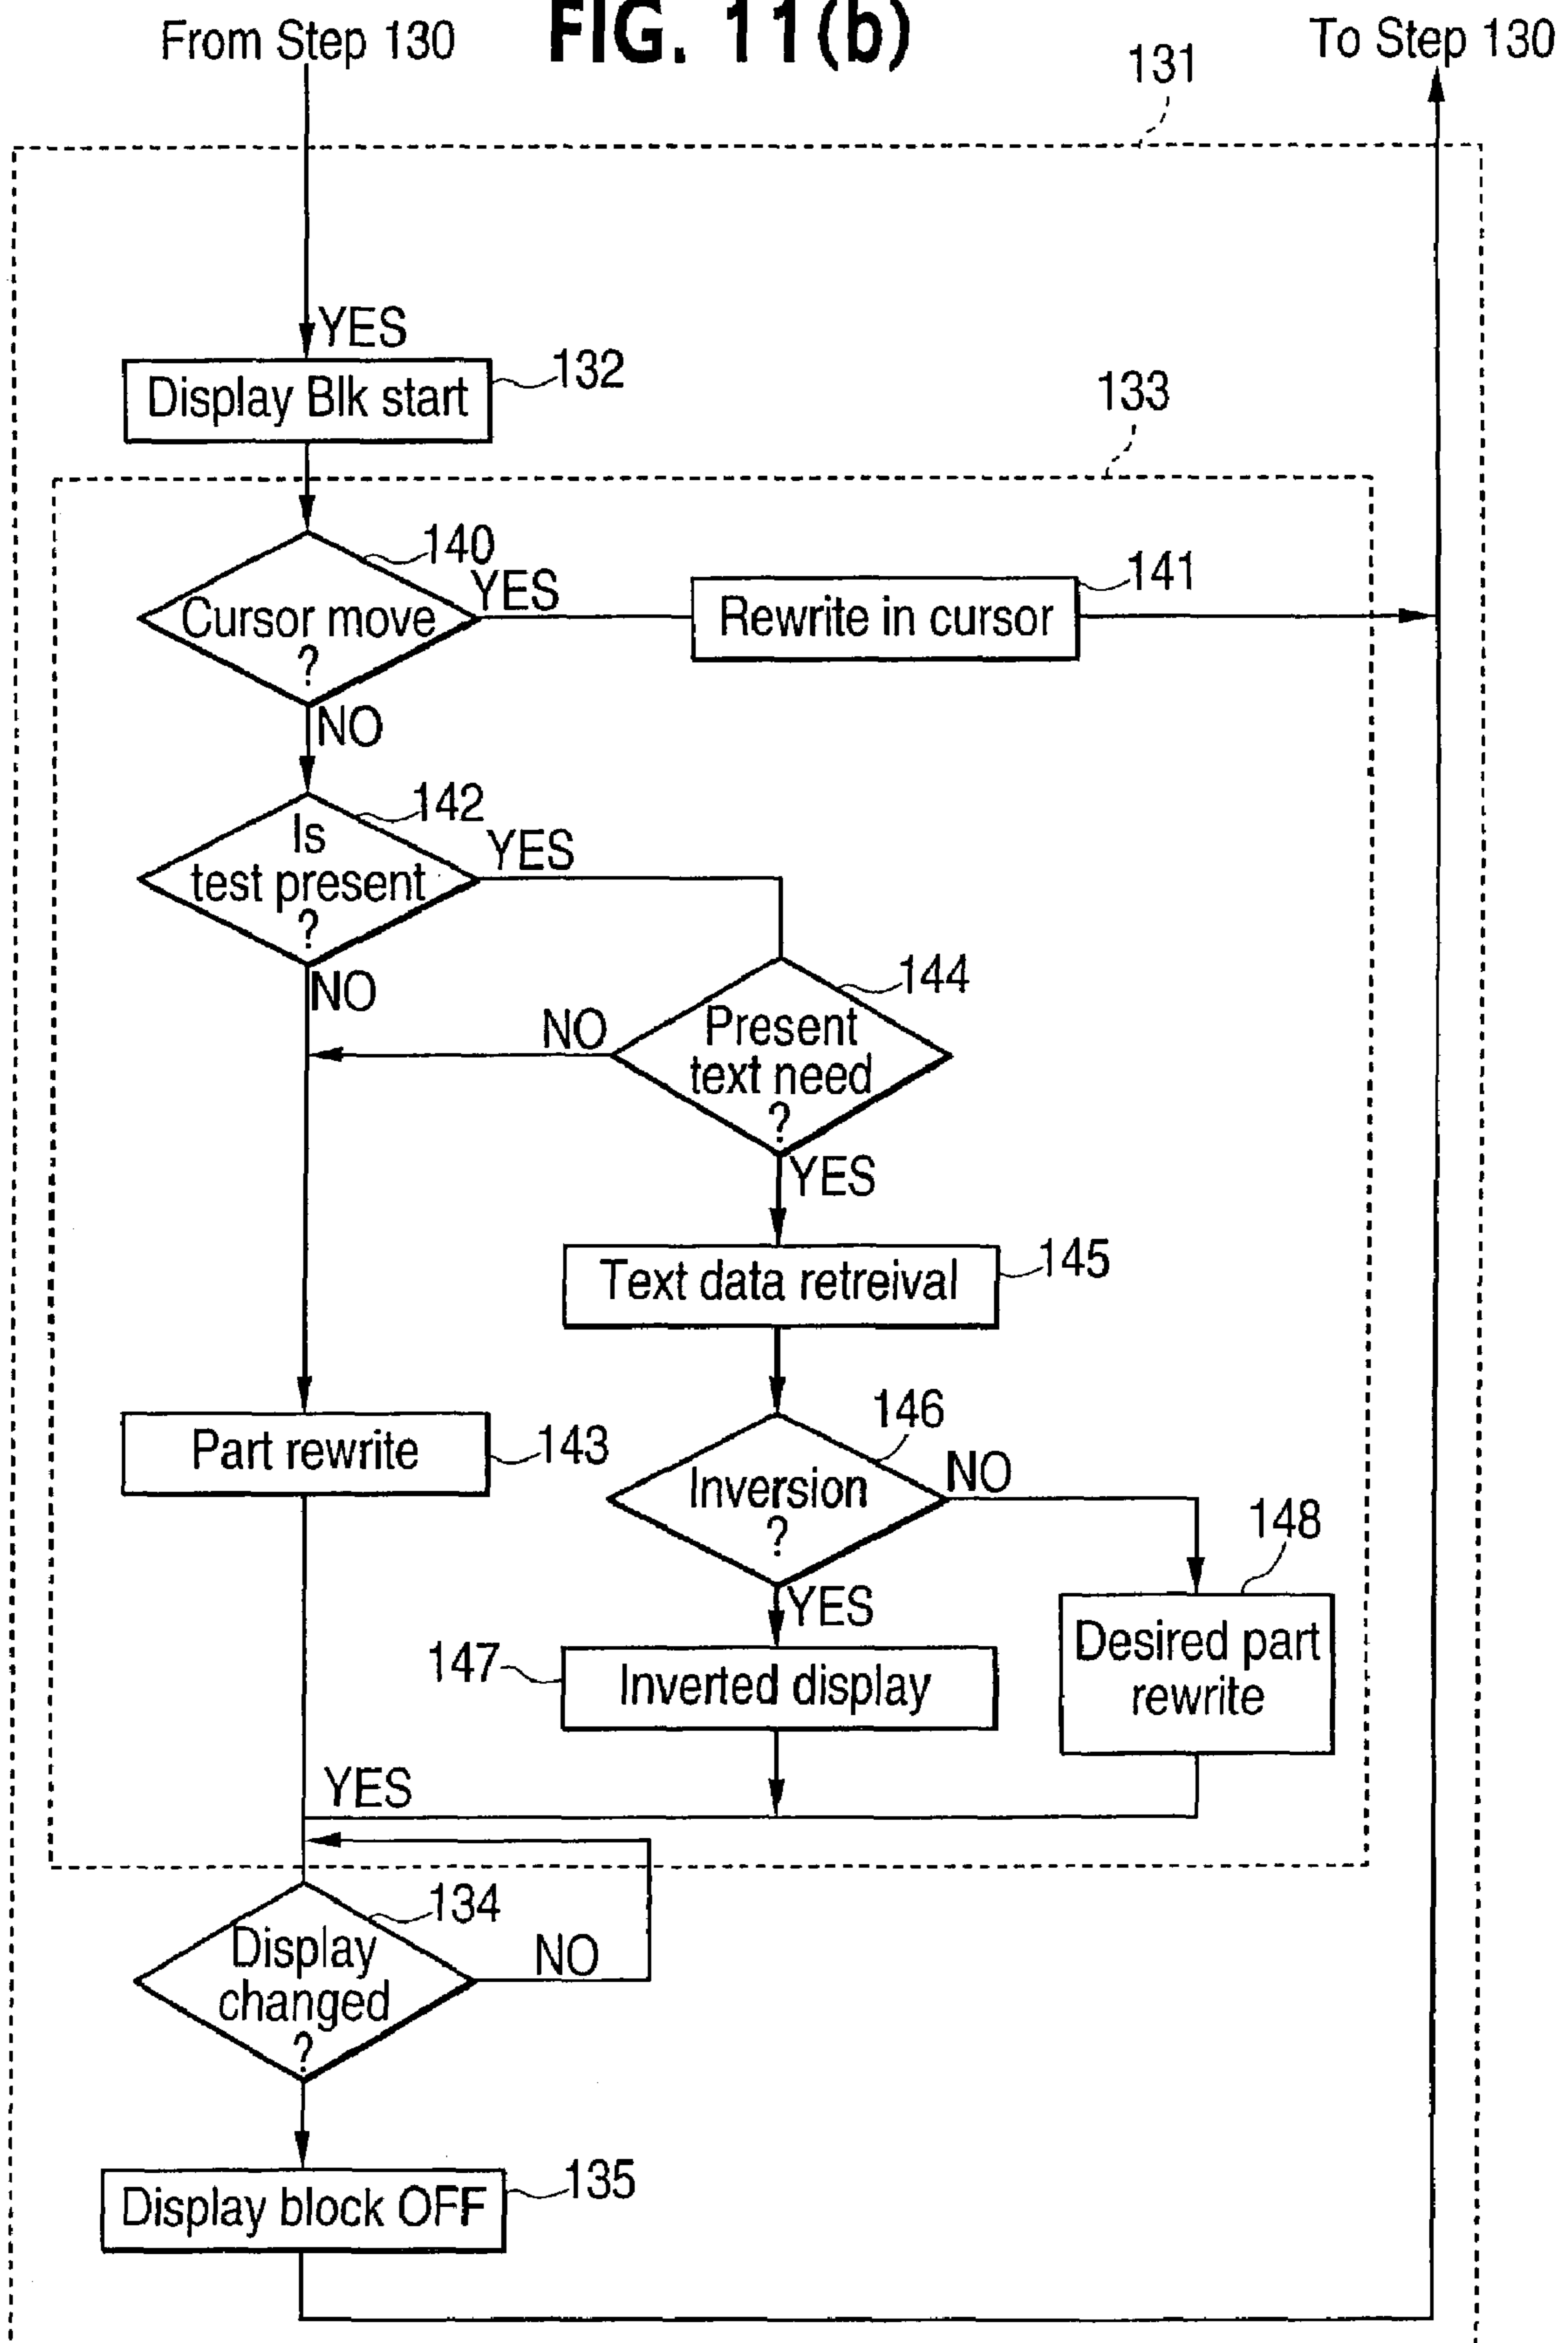 From Step 130
FIG. 11(b)
To Step 130
131
YES
Display Blk start
132
133
140
Cursor move
?
YES
Rewrite in cursor
141
NO
142
Is
test present
?
YES
NO
144
Present
text need
?
NO
YES
Text data retreival
145
Part rewrite
143
146
Inversion
?
NO
148
YES
Desired part
rewrite
147
Inverted display
YES
134
Display
changed
?
NO
Display block OFF
135